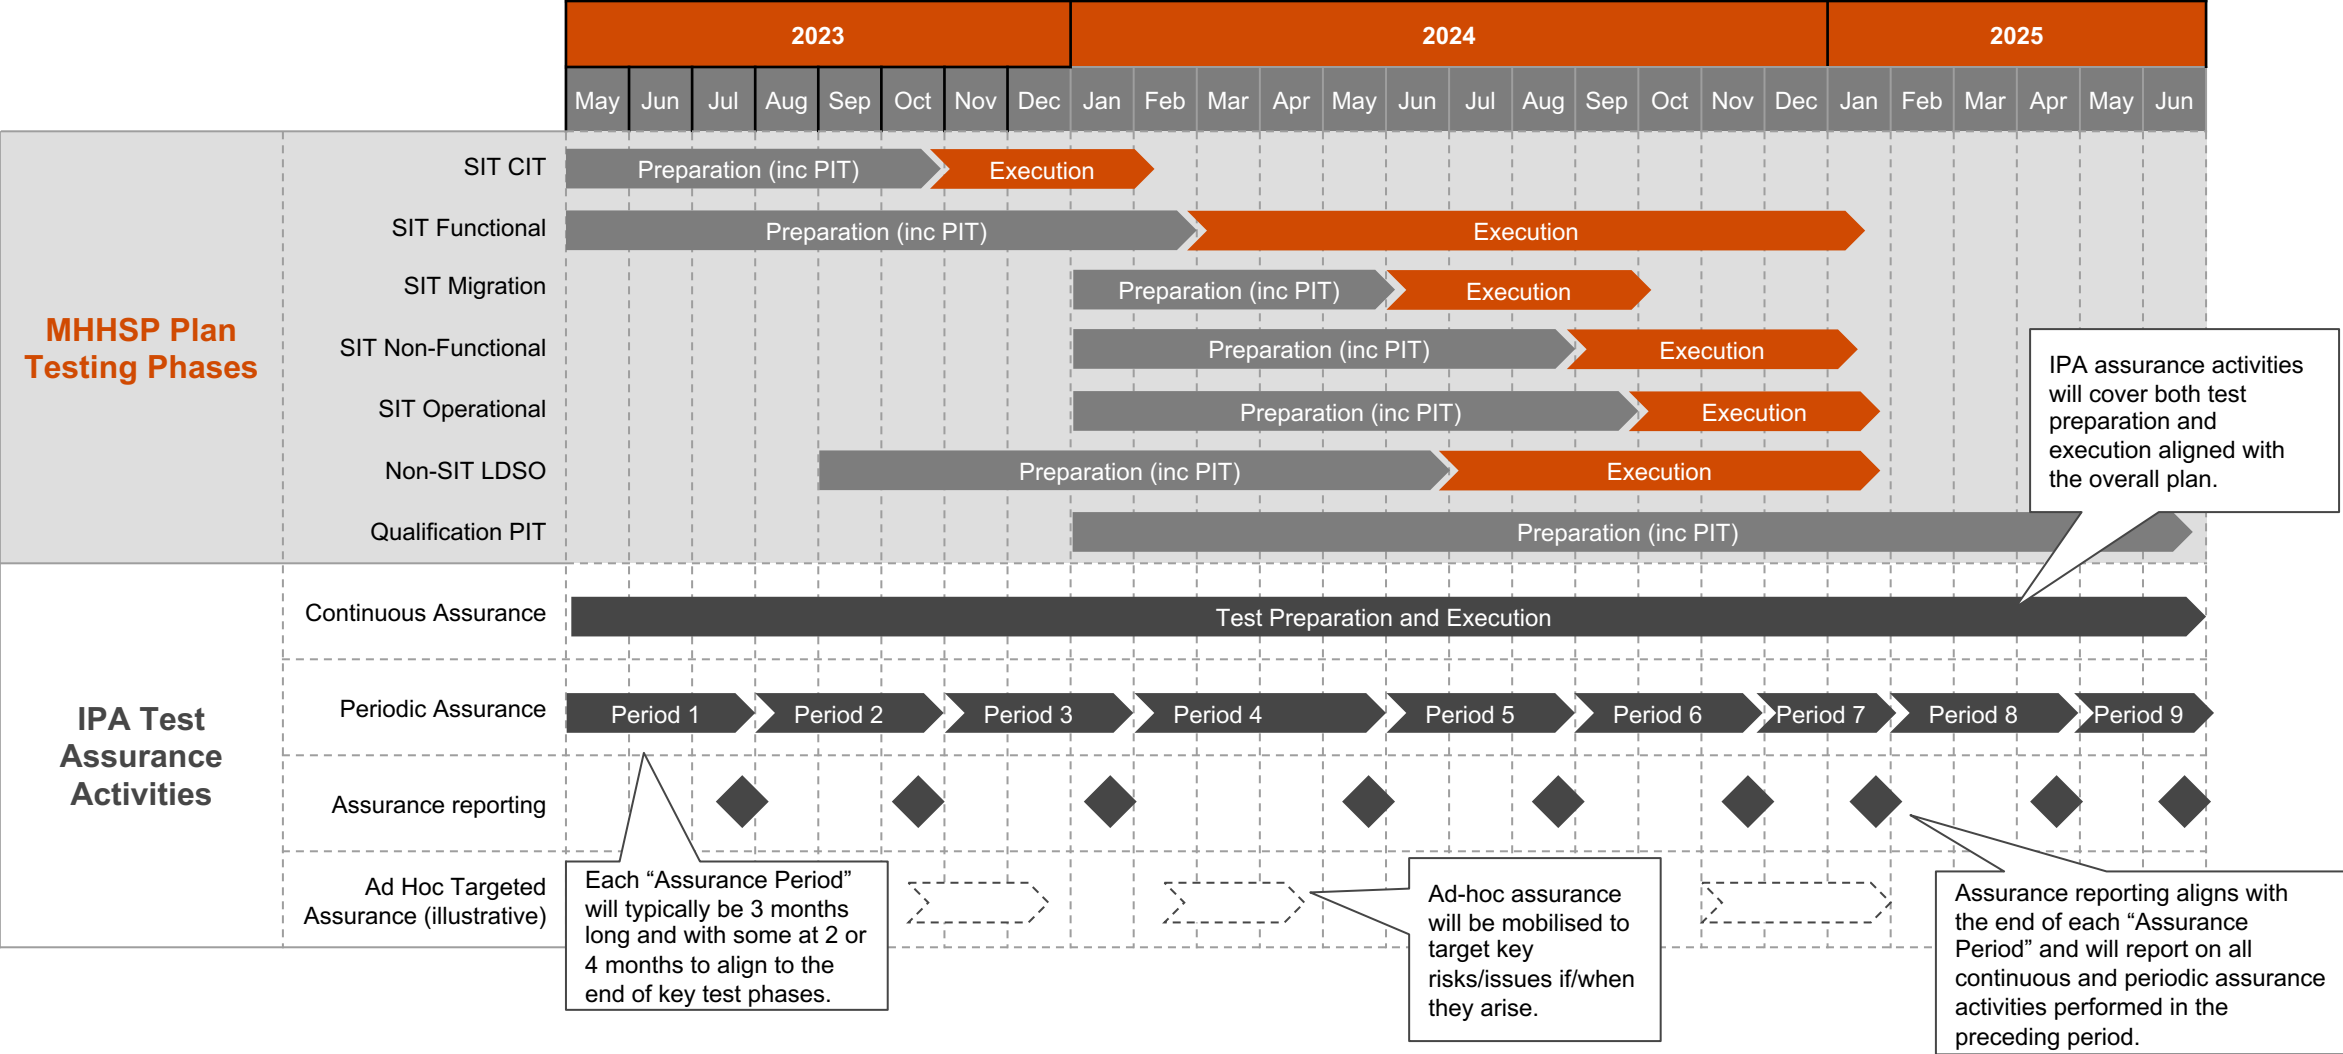 2023
2024
2025
May Jun Jul Aug Sep Oct Nov Dec Jan Feb Mar Apr May Jun Jul Aug Sep Oct Nov Dec Jan Feb Mar Apr May Jun
MHHSP Plan
Testing Phases
SIT CIT
Preparation (inc PIT)
Execution
SIT Functional
Preparation (inc PIT)
Execution
SIT Migration
Preparation (inc PIT)
Execution
SIT Non-Functional
Preparation (inc PIT)
Execution
SIT Operational
Preparation (inc PIT)
Execution
Non-SIT LDSO
Preparation (inc PIT)
Execution
Qualification PIT
Preparation (inc PIT)
IPA assurance activities
will cover both test
preparation and
execution aligned with
the overall plan.
IPA Test
Assurance
Activities
Continuous Assurance
Test Preparation and Execution
Periodic Assurance
Period 1
Period 2
Period 3
Period 4
Period 5
Period 6
Period 7
Period 8
Period 9
Assurance reporting
Ad Hoc Targeted
Assurance (illustrative)
Each “Assurance Period”
will typically be 3 months
long and with some at 2 or
4 months to align to the
end of key test phases.
Ad-hoc assurance
will be mobilised to
target key
risks/issues if/when
they arise.
Assurance reporting aligns with
the end of each “Assurance
Period” and will report on all
continuous and periodic assurance
activities performed in the
preceding period.